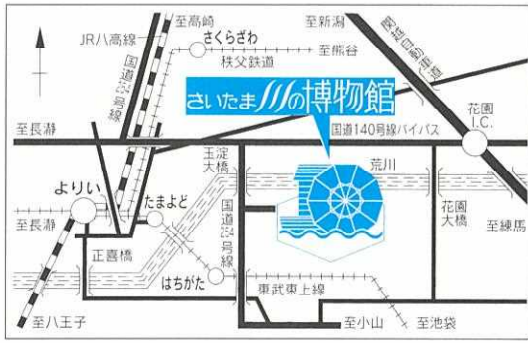 至高崎
至新潟
JR八高線
さくらざわ
至熊谷
関越自動車道
秩父鉄道
国道254号線
さいたま川の博物館
花園I.C.
至長瀞
国道140号線バイパス
玉淀大橋
荒川
よりい
たまよど
至長瀞
国道254号線
花園大橋
至練馬
正喜橋
はちがた
東武東上線
至八王子
至小山
至池袋